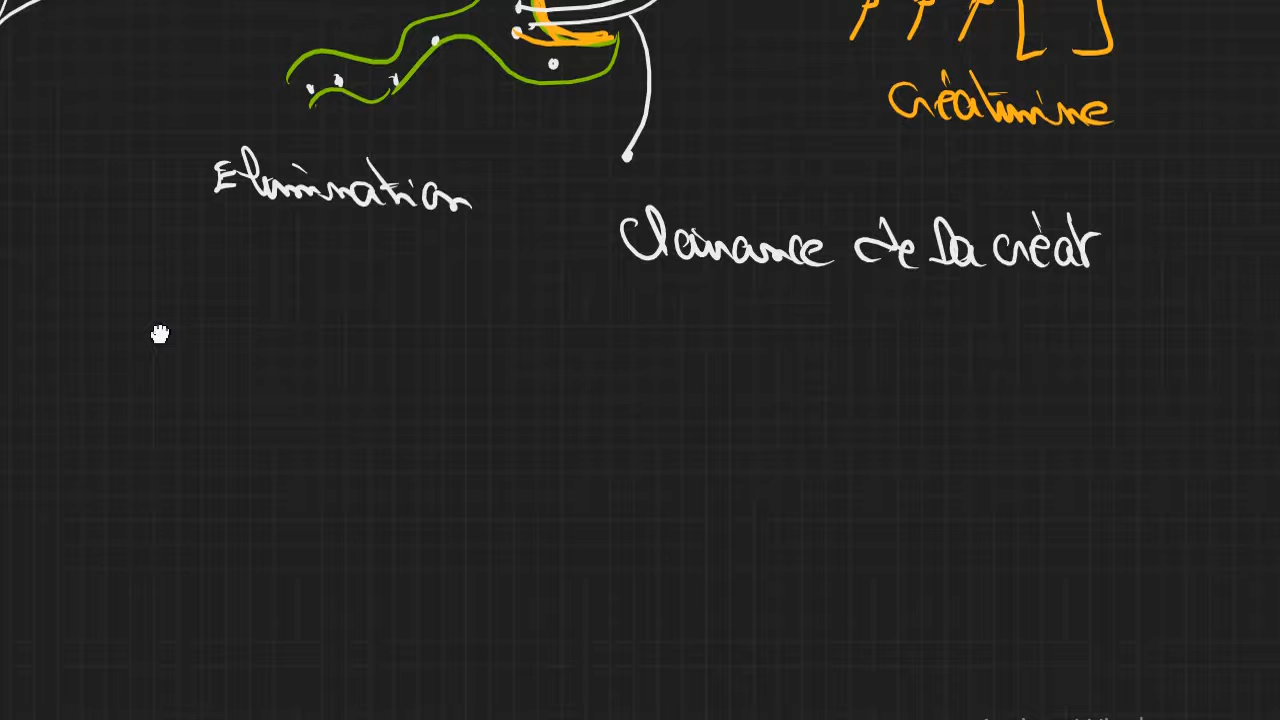 [ ]
Créatinine
Elimination
Clairance de la créat